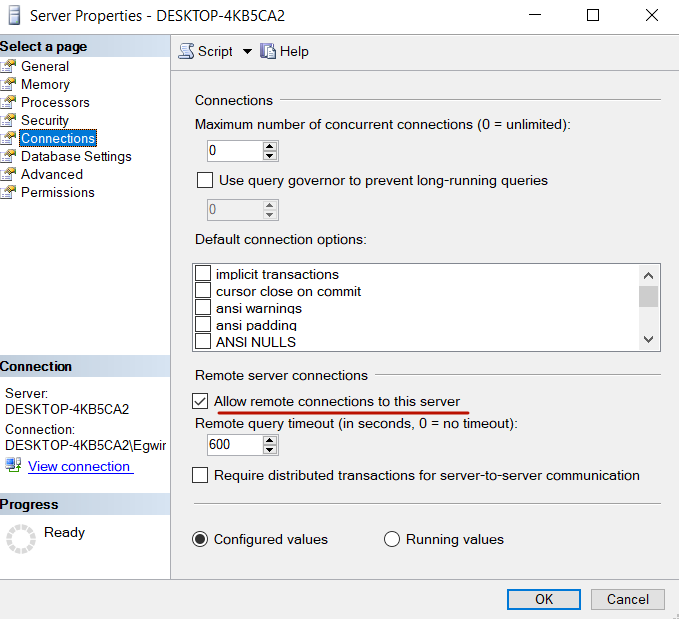 Server Properties - DESKTOP-4KB5CA2
Select a page
General
Memory
Processors
Security
Connections
Database Settings
Advanced
Permissions
Connection
Server:
DESKTOP-4KB5CA2
Connection:
DESKTOP-4KB5CA2\Egwir
View connection
Progress
Ready
Script
Help
Connections
Maximum number of concurrent connections (0 = unlimited):
0
Use query governor to prevent long-running queries
0
Default connection options:
implicit transactions
cursor close on commit
ansi warnings
ansi padding
ANSI NULLS
Remote server connections
Allow remote connections to this server
Remote query timeout (in seconds, 0 = no timeout):
600
Require distributed transactions for server-to-server communication
Configured values
Running values
OK
Cancel